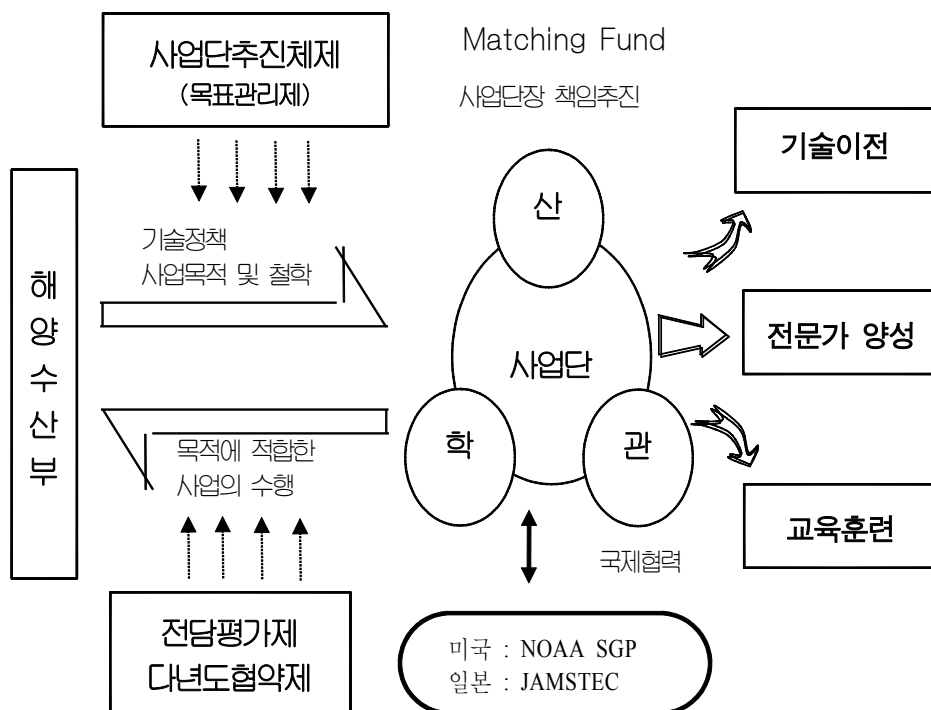 사업단추진체제
(목표관리제)
Matching Fund
사업단장 책임추진
기술이전
산
기술정책
사업목적 및 철학
해
양
수
산
부
사업단
전문가 양성
학
관
목적에 적합한
사업의 수행
교육훈련
국제협력
전담평가제
다년도협약제
미국 : NOAA SGP
일본 : JAMSTEC